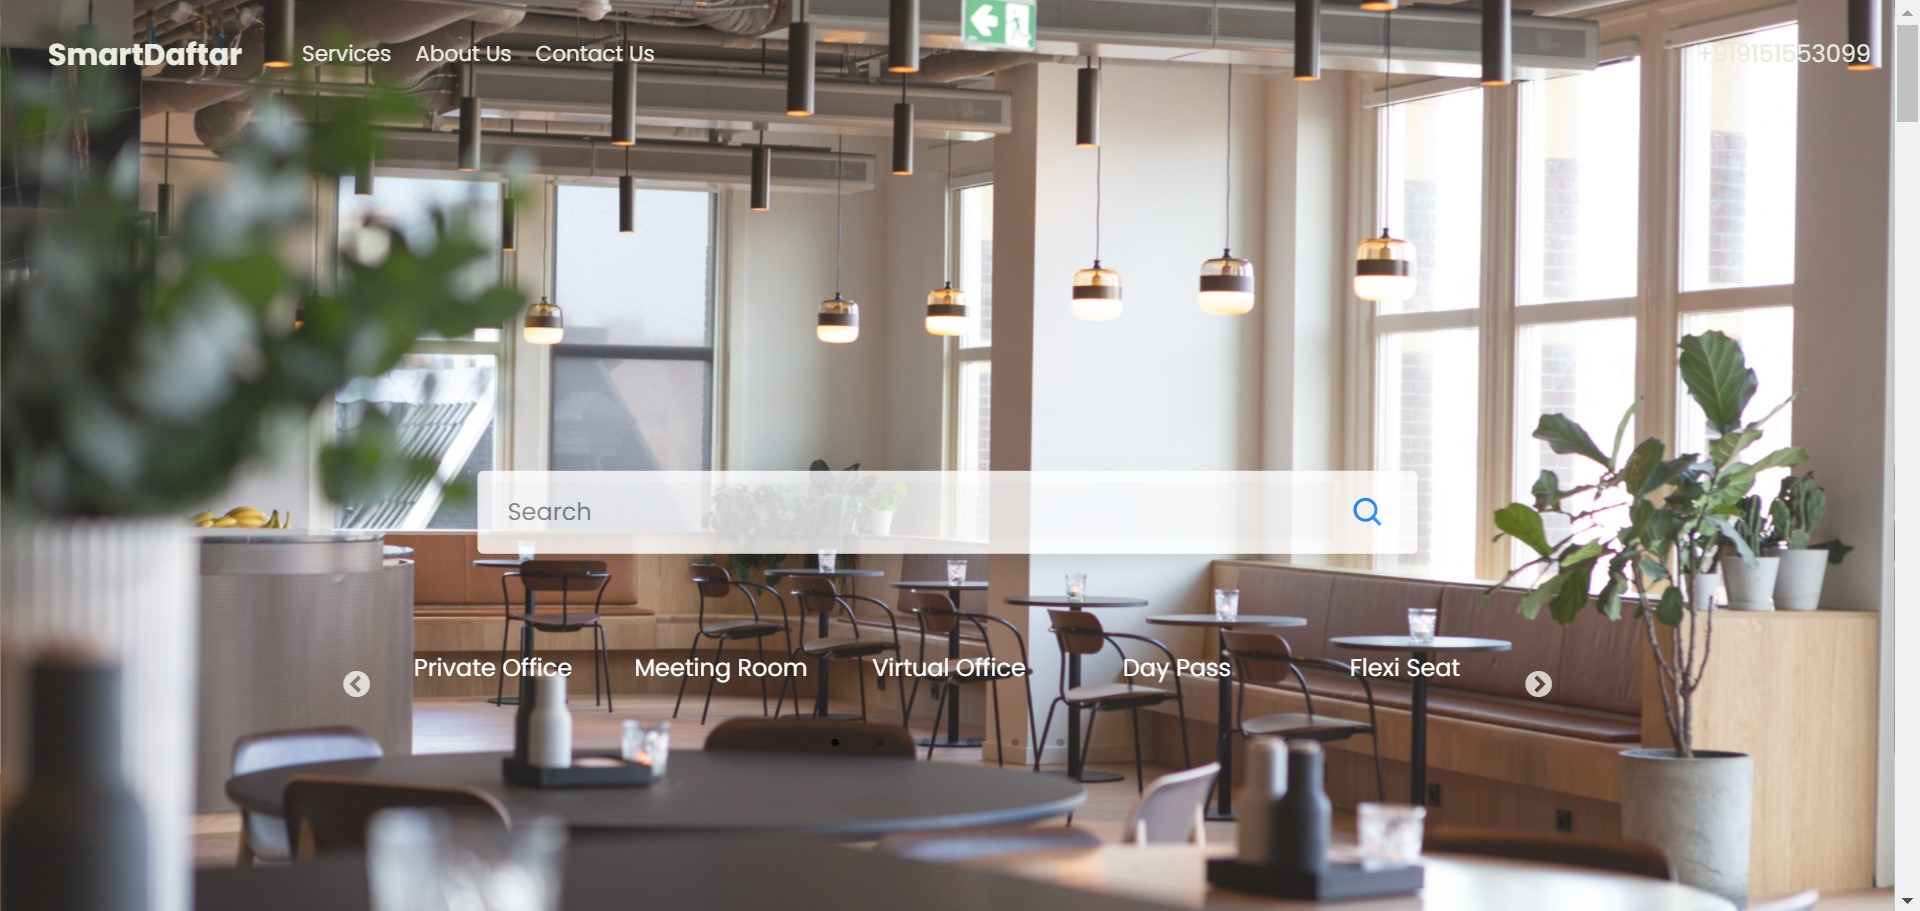 SmartDaftar Services About Us Contact Us +919151553099
Search
Private Office Meeting Room Virtual Office Day Pass Flexi Seat